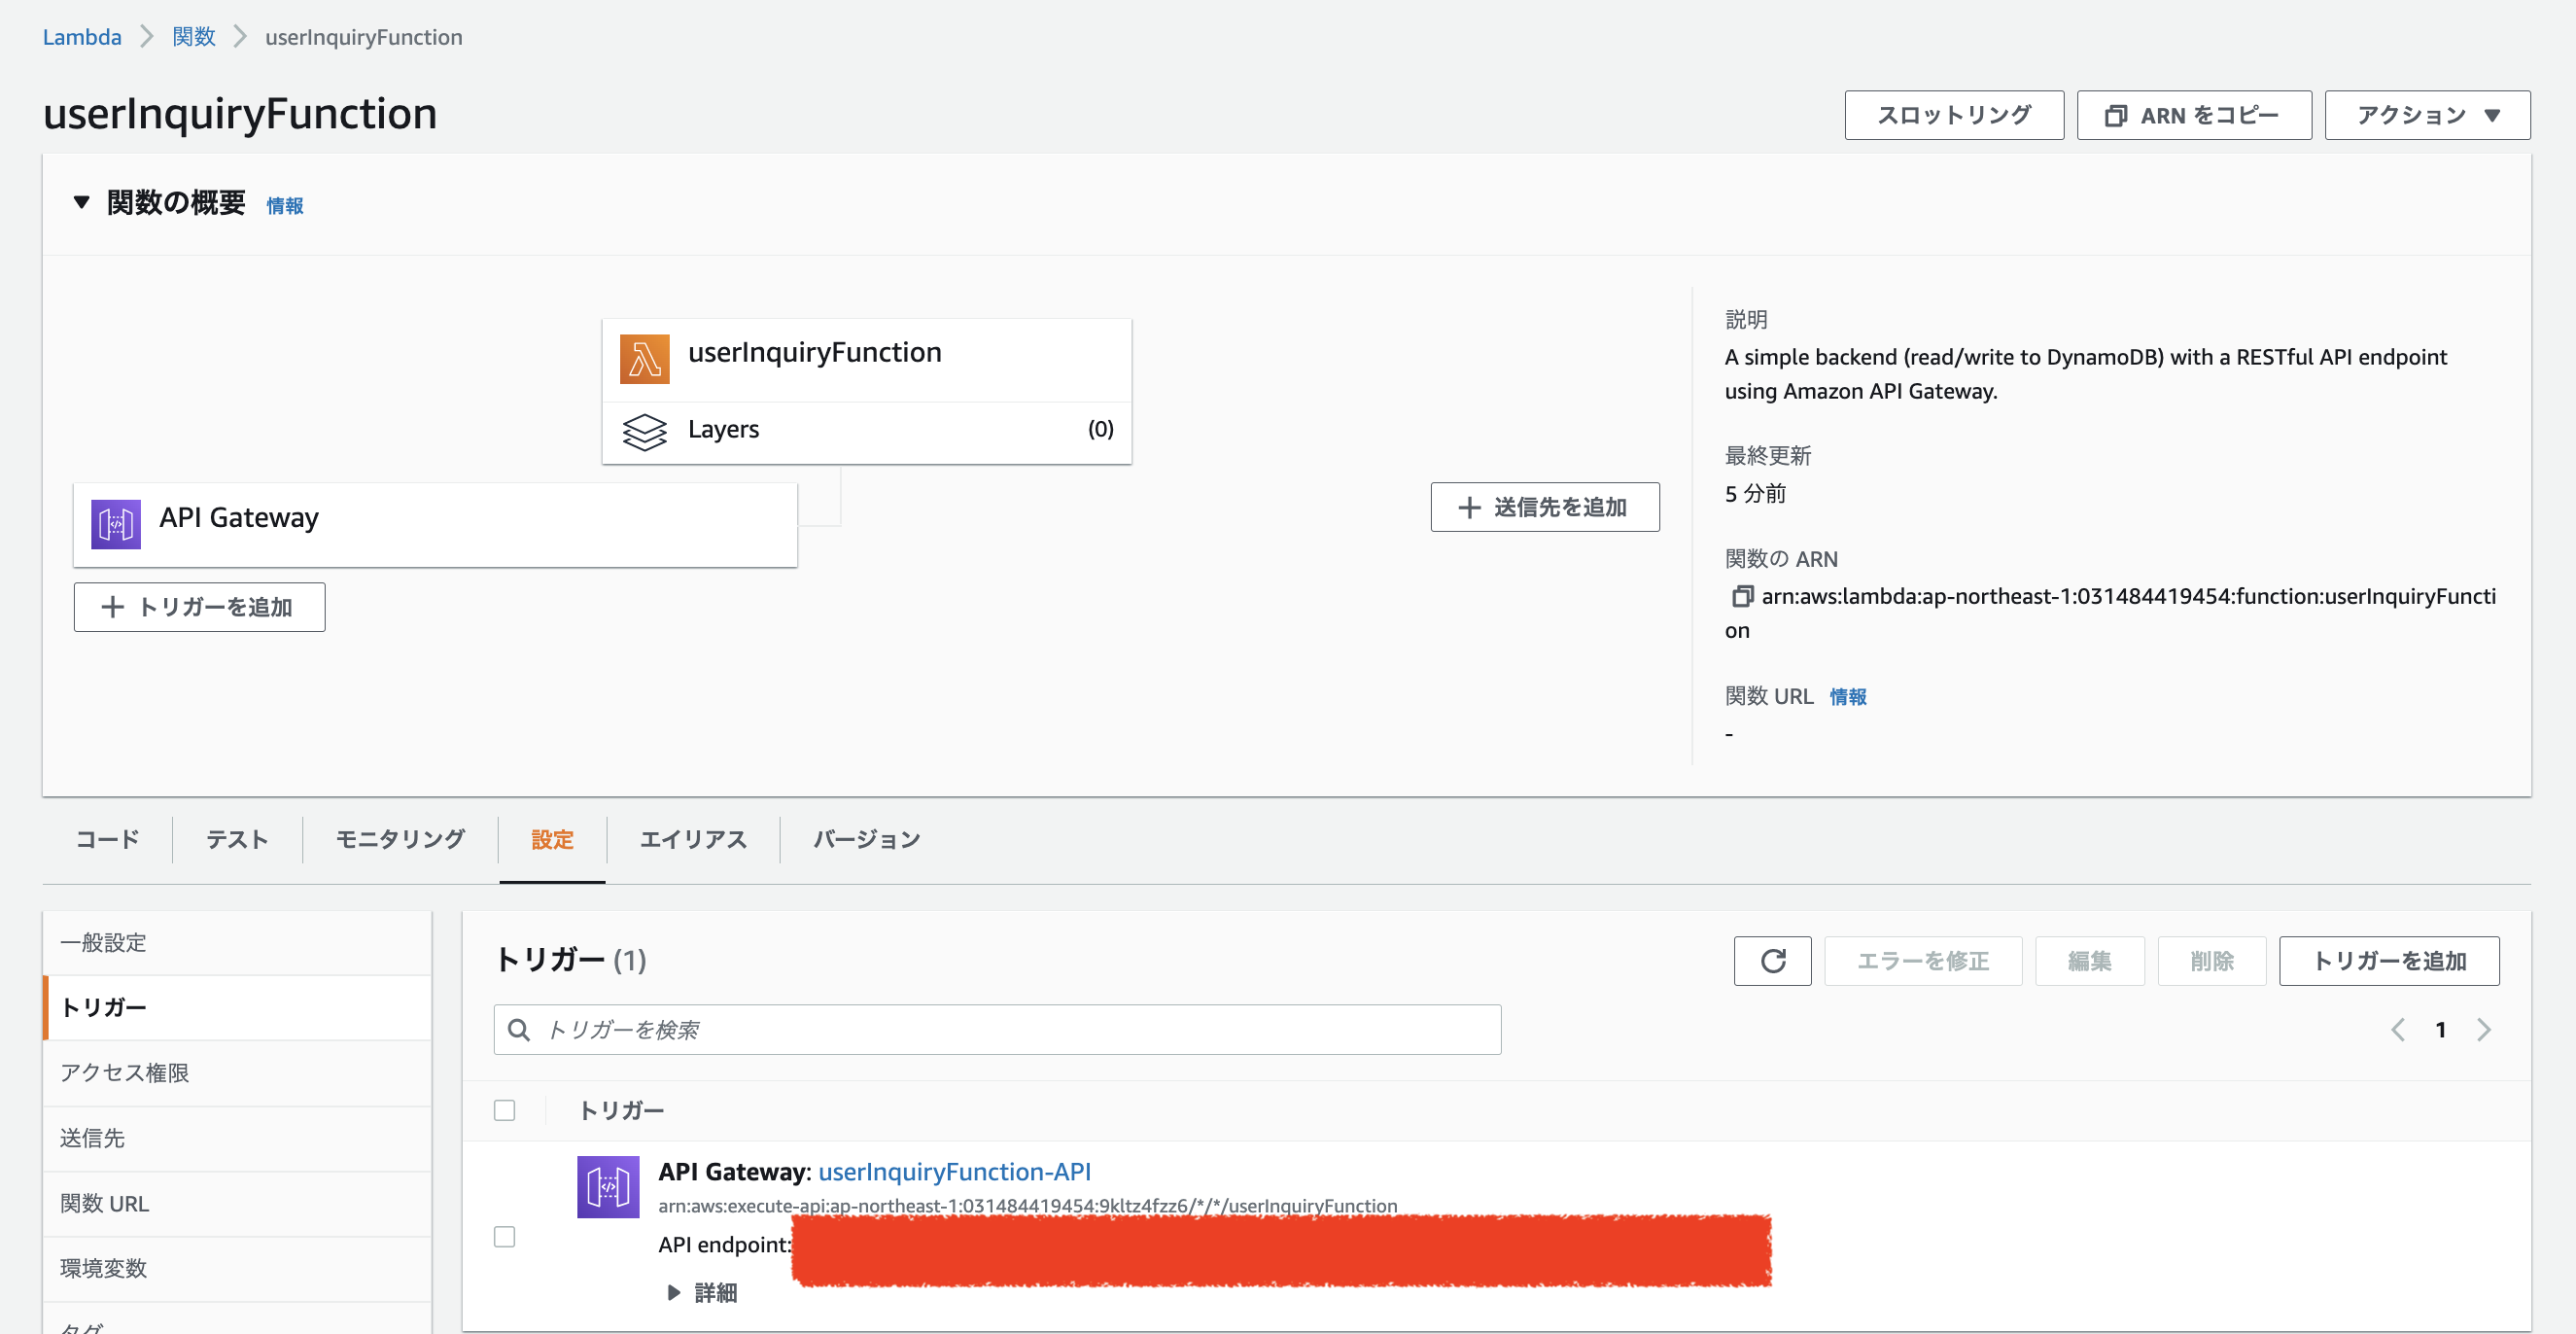 Lambda > 関数 > userInquiryFunction
userInquiryFunction
スロットリング
ARN をコピー
アクション ▼
▼ 関数の概要 情報
userInquiryFunction
Layers (0)
API Gateway
+ トリガーを追加
+ 送信先を追加
説明
A simple backend (read/write to DynamoDB) with a RESTful API endpoint
using Amazon API Gateway.
最終更新
5 分前
関数の ARN
arn:aws:lambda:ap-northeast-1:031484419454:function:userInquiryFuncti
on
関数 URL 情報
-
コード
テスト
モニタリング
設定
エイリアス
バージョン
一般設定
トリガー
アクセス権限
送信先
関数 URL
環境変数
タグ
トリガー (1)
エラーを修正
編集
削除
トリガーを追加
トリガーを検索
< 1 >
トリガー
API Gateway: userInquiryFunction-API
arn:aws:execute-api:ap-northeast-1:031484419454:9kltz4fzz6/*/*/userInquiryFunction
API endpoint:
▶ 詳細